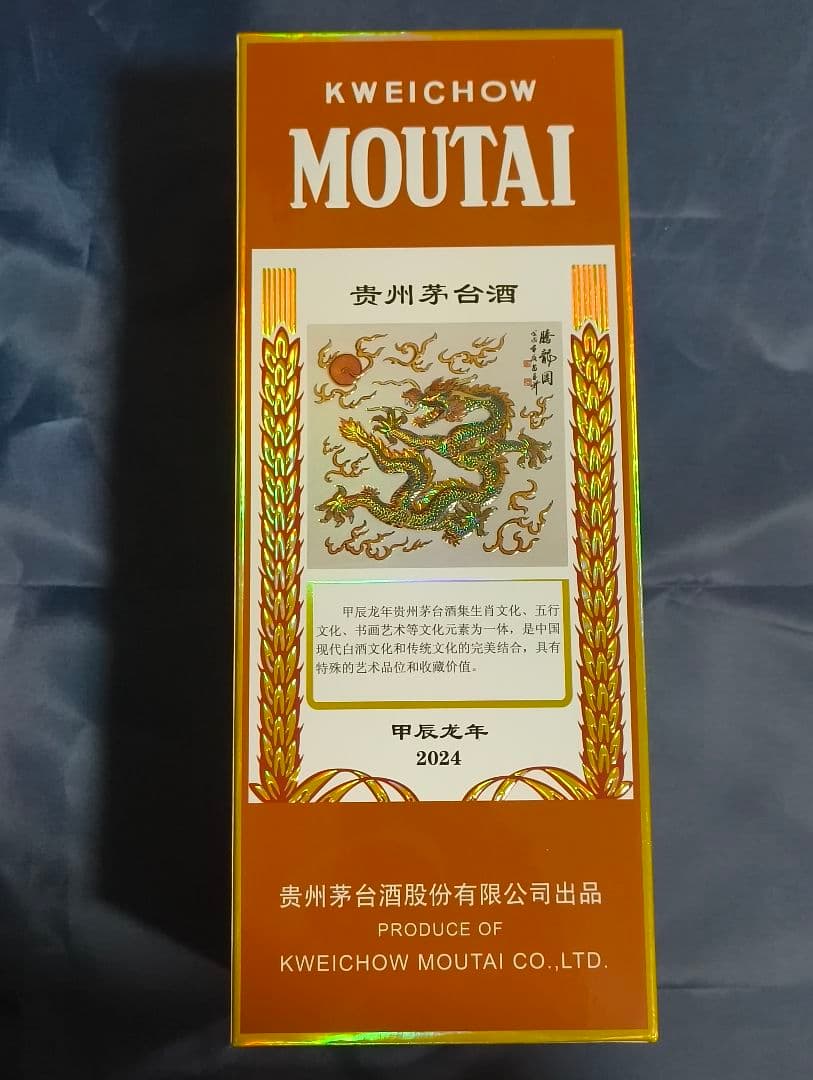 KWEICHOW
MOUTAI
贵州茅台酒
腾龙图
甲辰龙年贵州茅台酒集生肖文化、五行
文化、书画艺术等文化元素为一体，是中国
现代白酒文化和传统文化的完美结合，具有
特殊的艺术品位和收藏价值。
甲辰龙年
2024
贵州茅台酒股份有限公司出品
PRODUCE OF
KWEICHOW MOUTAI CO.,LTD.